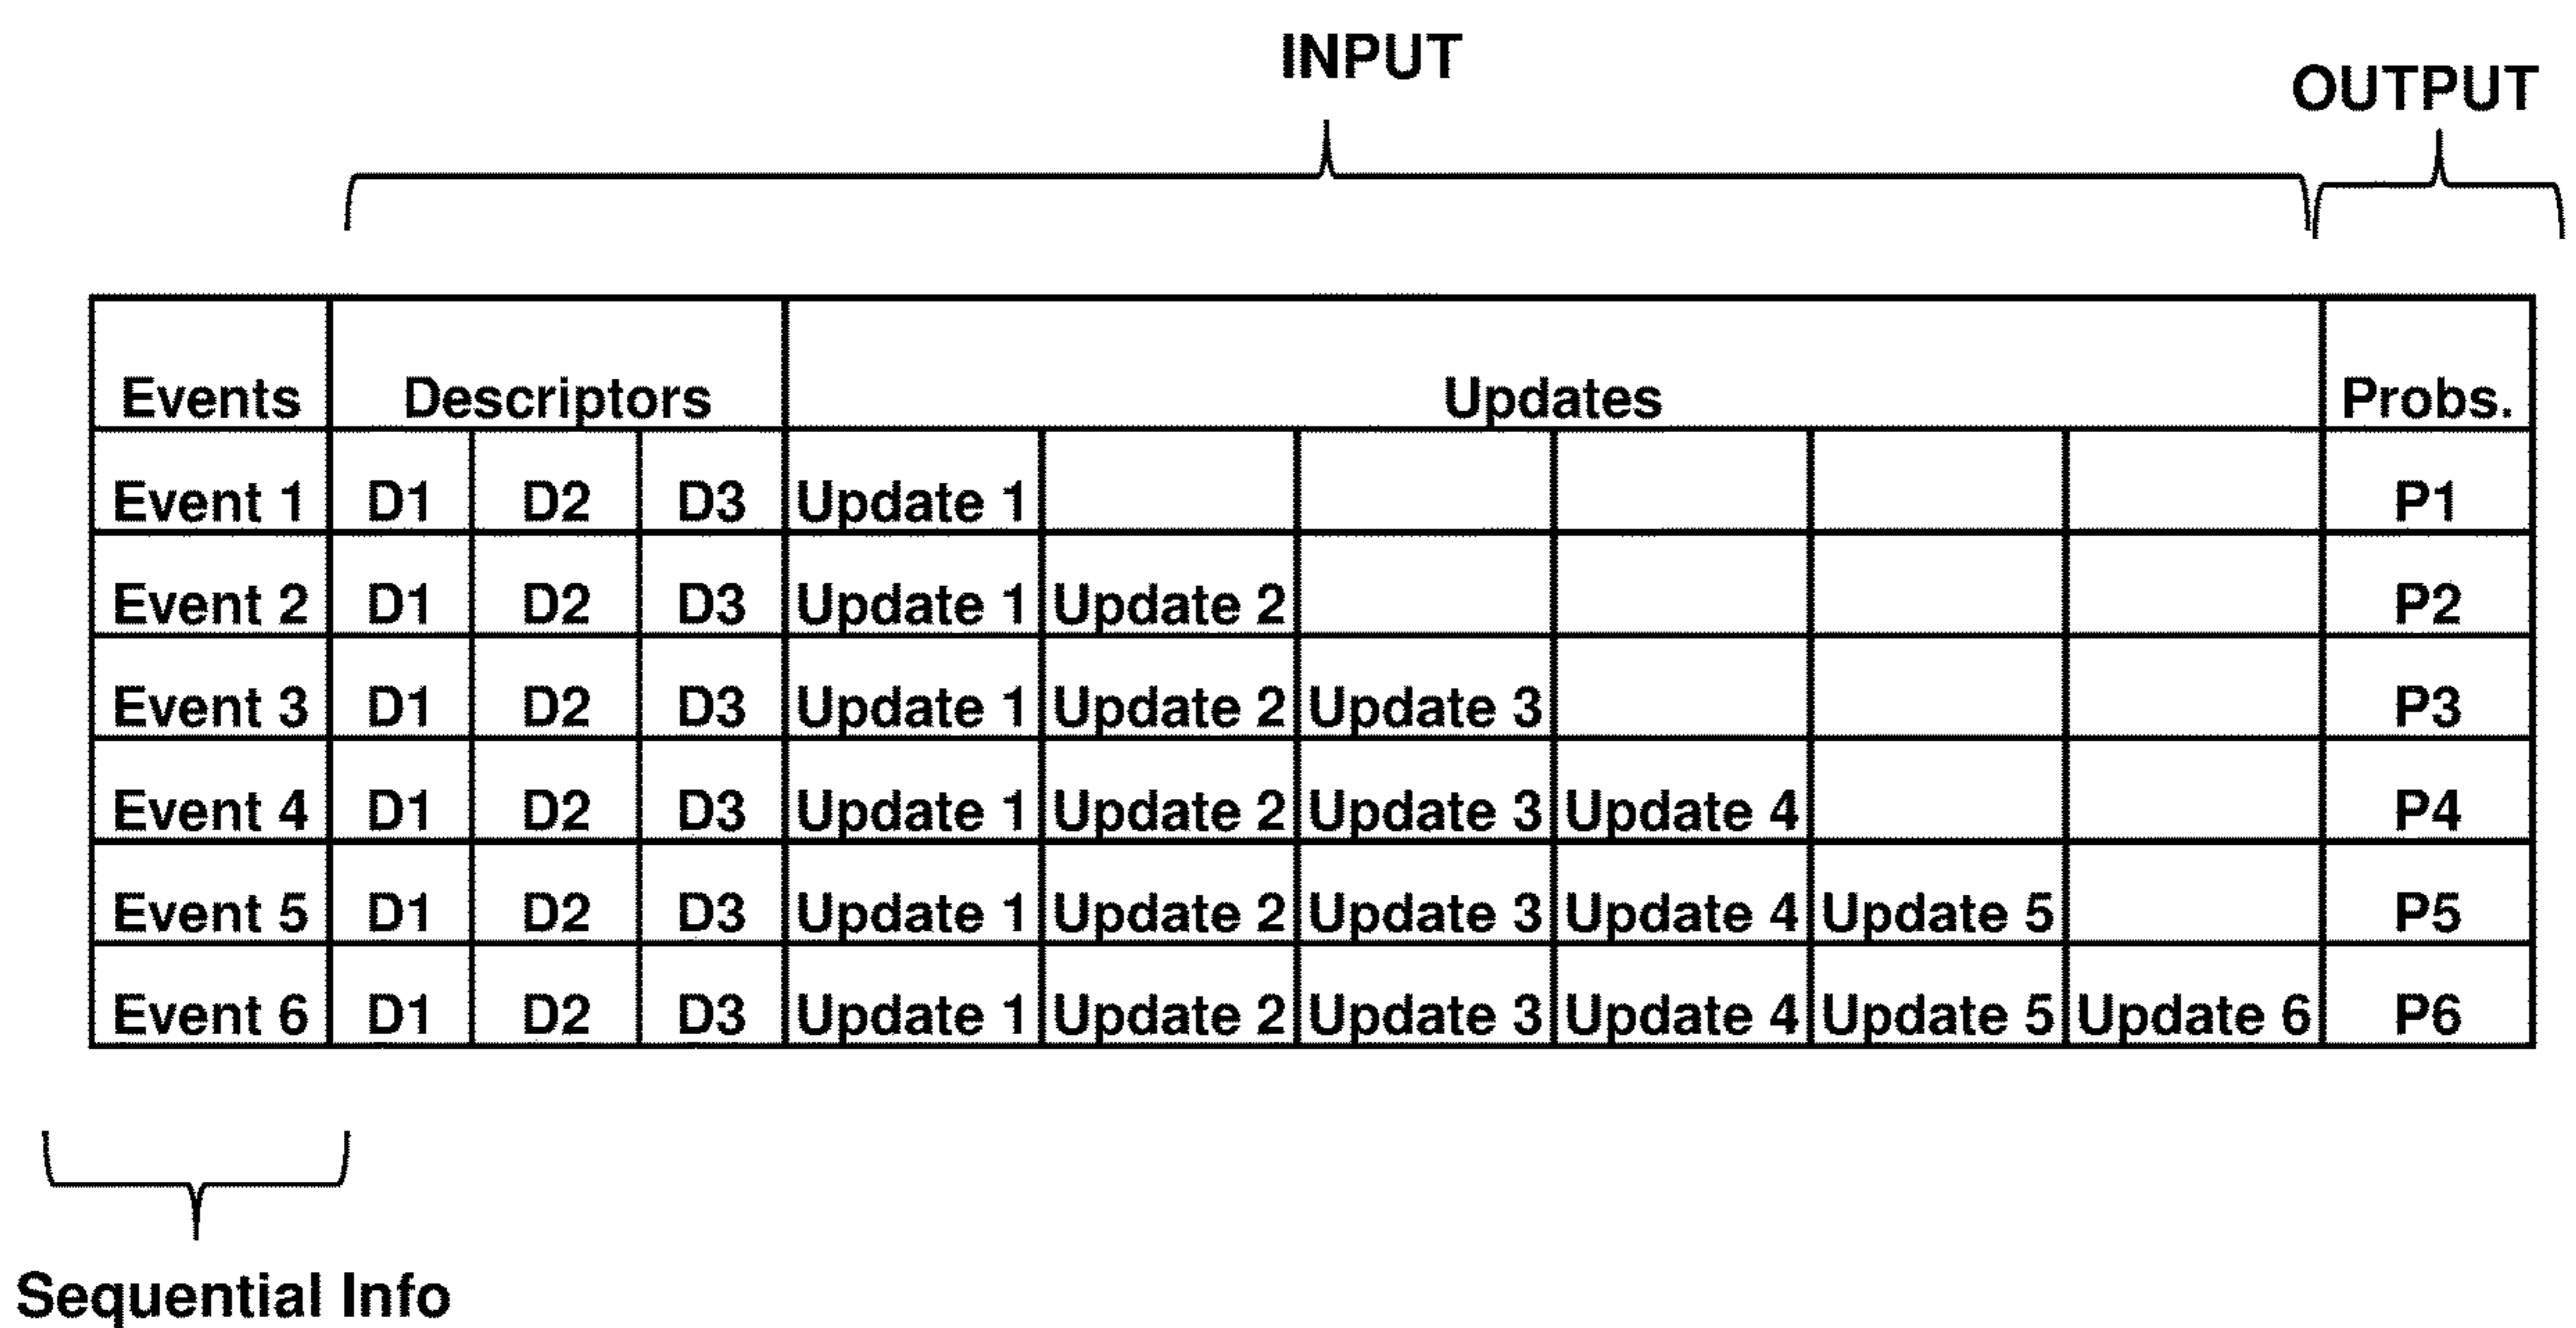 INPUT
OUTPUT
Events Descriptors Updates Probs.
Event 1 D1 D2 D3 Update 1 P1
Event 2 D1 D2 D3 Update 1 Update 2 P2
Event 3 D1 D2 D3 Update 1 Update 2 Update 3 P3
Event 4 D1 D2 D3 Update 1 Update 2 Update 3 Update 4 P4
Event 5 D1 D2 D3 Update 1 Update 2 Update 3 Update 4 Update 5 P5
Event 6 D1 D2 D3 Update 1 Update 2 Update 3 Update 4 Update 5 Update 6 P6
Sequential Info